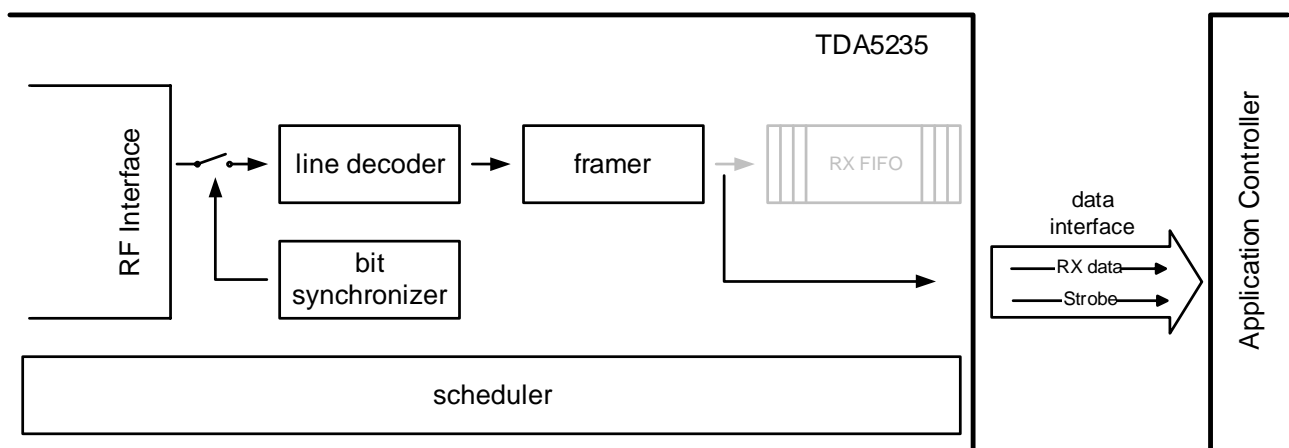 TDA5235
RF Interface
line decoder
framer
RX FIFO
bit
synchronizer
scheduler
data
interface
RX data
Strobe
Application Controller